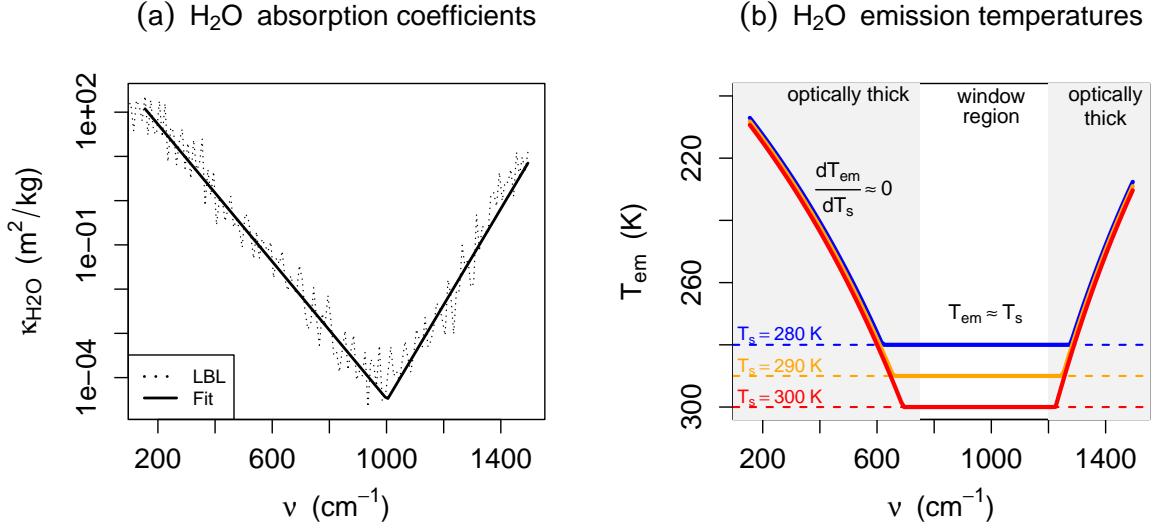 (a) H₂O absorption coefficients
κH2O (m²/kg)
1e+02
1e−01
1e−01
1e−04
LBL
Fit
200
600
1000
1400
ν (cm⁻¹)
(b) H₂O emission temperatures
Tem (K)
220
260
300
optically thick
window
region
optically
thick
dTem
dTs
≈ 0
Tem ≈ Ts
Ts = 280 K
Ts = 290 K
Ts = 300 K
200
600
1000
1400
ν (cm⁻¹)